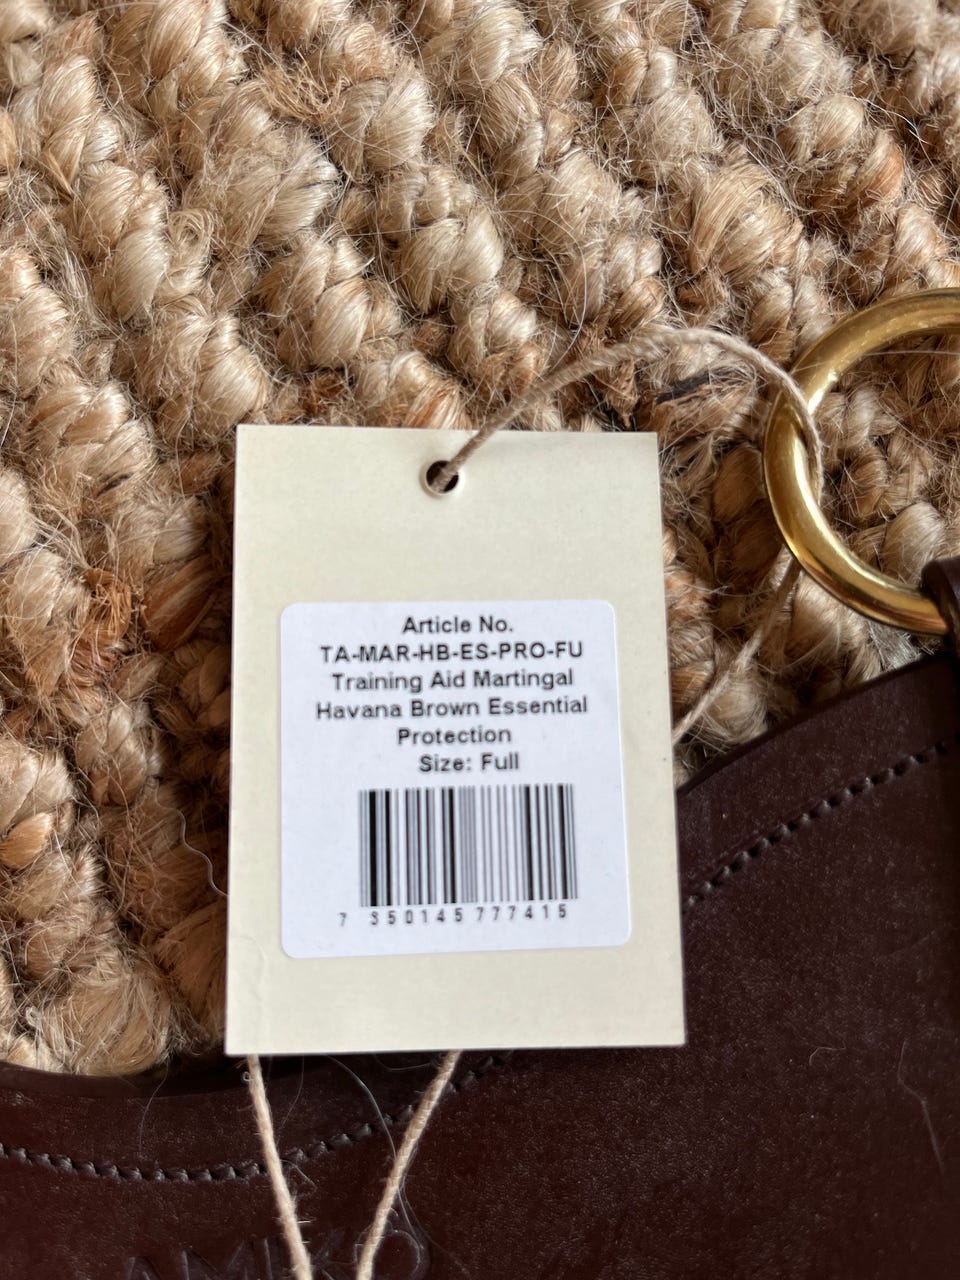 Article No.
TA-MAR-HB-ES-PRO-FU
Training Aid Martingal
Havana Brown Essential
Protection
Size: Full
7 350145 777415